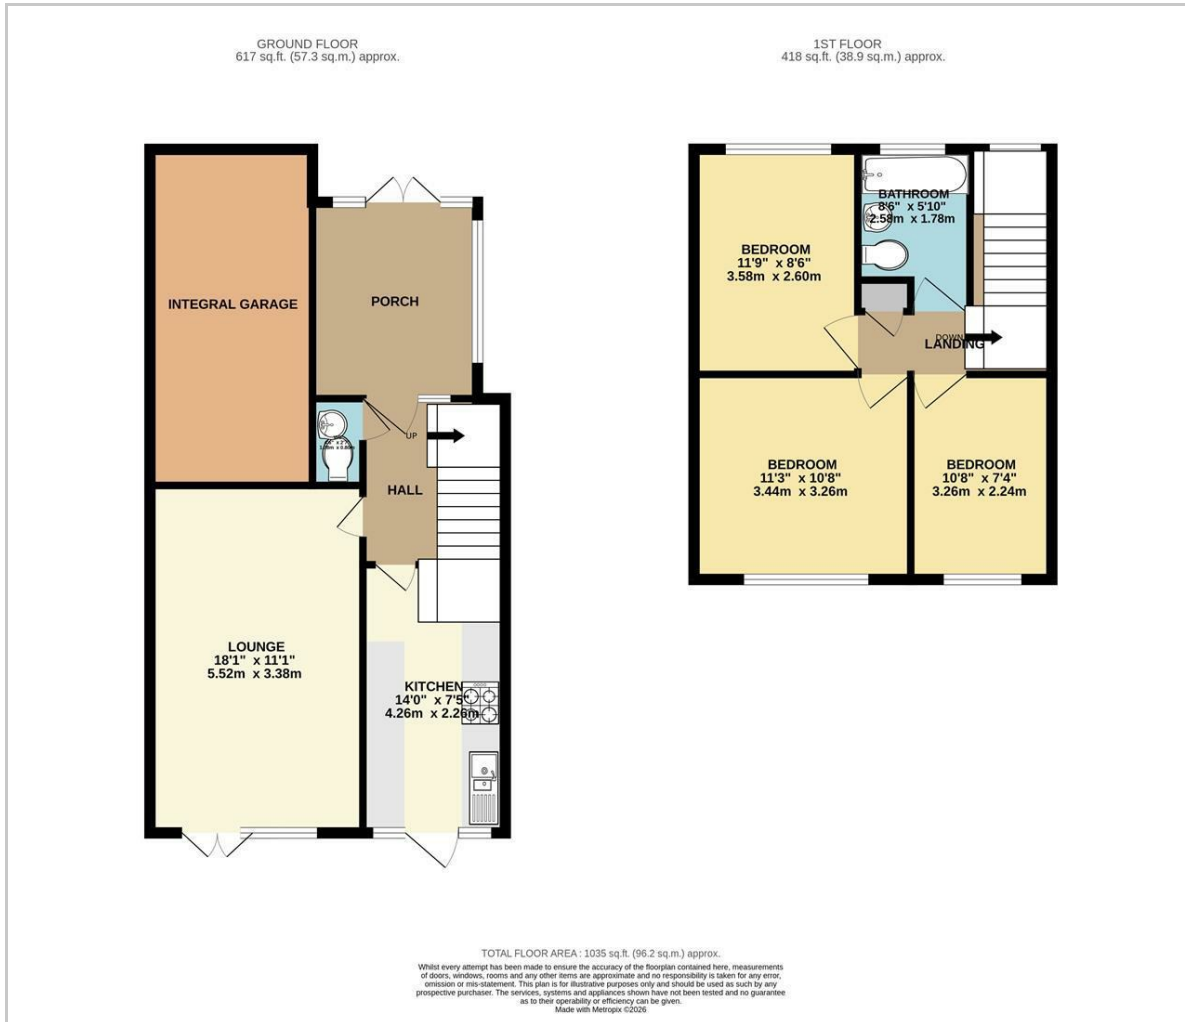 GROUND FLOOR
617 sq.ft. (57.3 sq.m.) approx.
1ST FLOOR
418 sq.ft. (38.9 sq.m.) approx.
INTEGRAL GARAGE
PORCH
UP
HALL
LOUNGE
18'1" x 11'1"
5.52m x 3.38m
KITCHEN
14'0" x 7'5"
4.26m x 2.26m
BATHROOM
8'6" x 5'10"
2.58m x 1.78m
BEDROOM
11'9" x 8'6"
3.58m x 2.60m
DOWN
LANDING
BEDROOM
11'3" x 10'8"
3.44m x 3.26m
BEDROOM
10'8" x 7'4"
3.26m x 2.24m
TOTAL FLOOR AREA : 1035 sq.ft. (96.2 sq.m.) approx.
Whilst every attempt has been made to ensure the accuracy of the floorplan contained here, measurements
of doors, windows, rooms and any other items are approximate and no responsibility is taken for any error,
omission or mis-statement. This plan is for illustrative purposes only and should be used as such by any
prospective purchaser. The services, systems and appliances shown have not been tested and no guarantee
as to their operability or efficiency can be given.
Made with Metropix ©2026